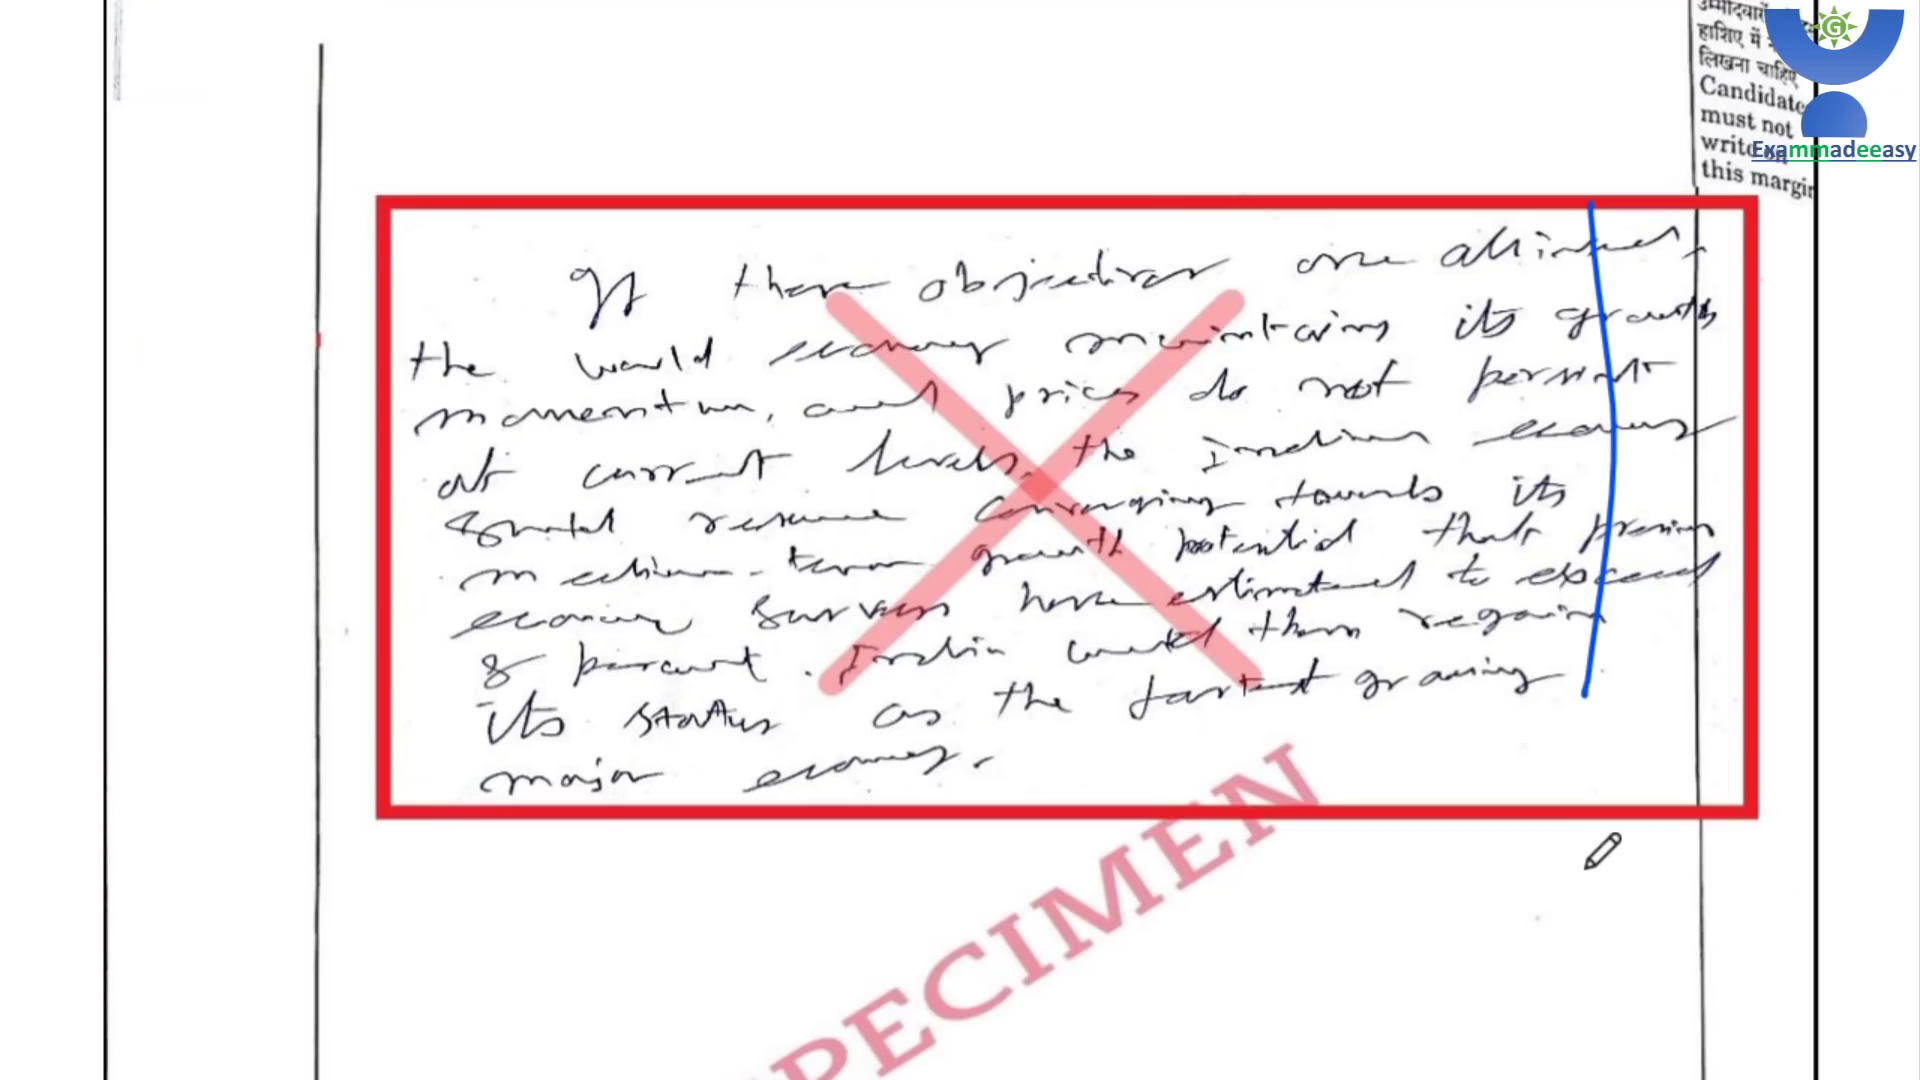 उम्मीदवारों
हाशिए में
लिखना चाहिए
Candidate
must not
write on
this margin
G
Exammadeeasy
If these objectives are attained,
the world economy maintains its growth
momentum, and prices do not persist
at current levels, the Indian economy
should resume converging towards its
medium-term growth potential that previous
economic surveys have estimated to exceed
8 percent. India could then regain
its status as the fastest growing
major economy.
SPECIMEN